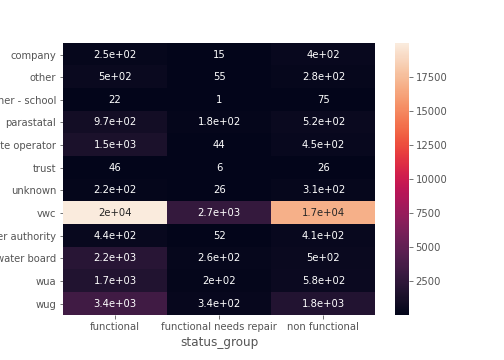 company 2.5e+02 15 4e+02
other 5e+02 55 2.8e+02
her - school 22 1 75
parastatal 9.7e+02 1.8e+02 5.2e+02
te operator 1.5e+03 44 4.5e+02
trust 46 6 26
unknown 2.2e+02 26 3.1e+02
vwc 2e+04 2.7e+03 1.7e+04
er authority 4.4e+02 52 4.1e+02
water board 2.2e+03 2.6e+02 5e+02
wua 1.7e+03 2e+02 5.8e+02
wug 3.4e+03 3.4e+02 1.8e+03
functional functional needs repair non functional
status_group
17500
15000
12500
10000
7500
5000
2500